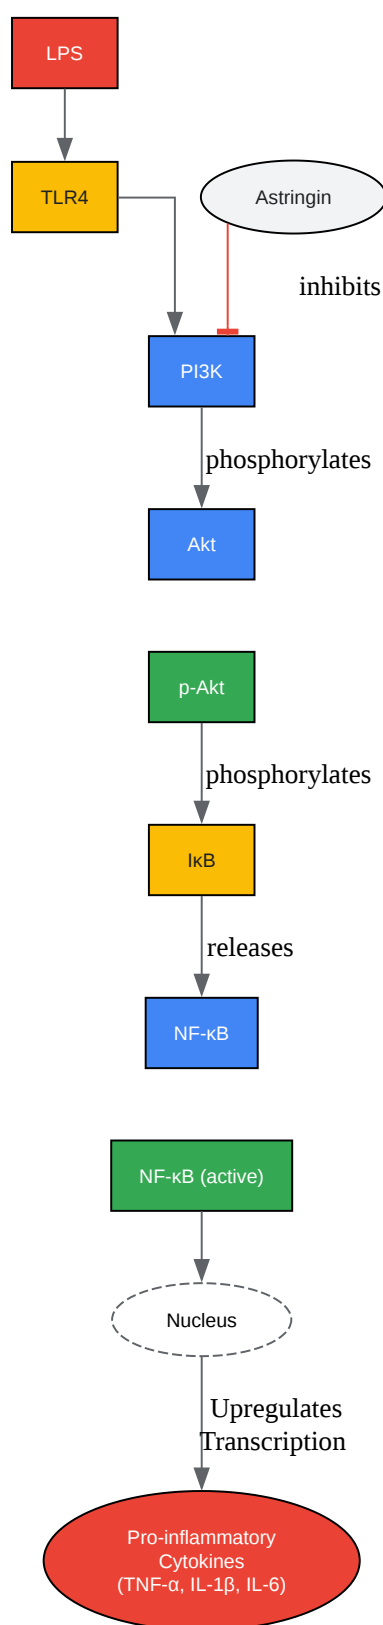 LPS
TLR4
Astringin
inhibits
PI3K
phosphorylates
Akt
p-Akt
phosphorylates
IκB
releases
NF-κB
NF-κB (active)
Nucleus
Upregulates
Transcription
Pro-inflammatory
Cytokines
(TNF-α, IL-1β, IL-6)